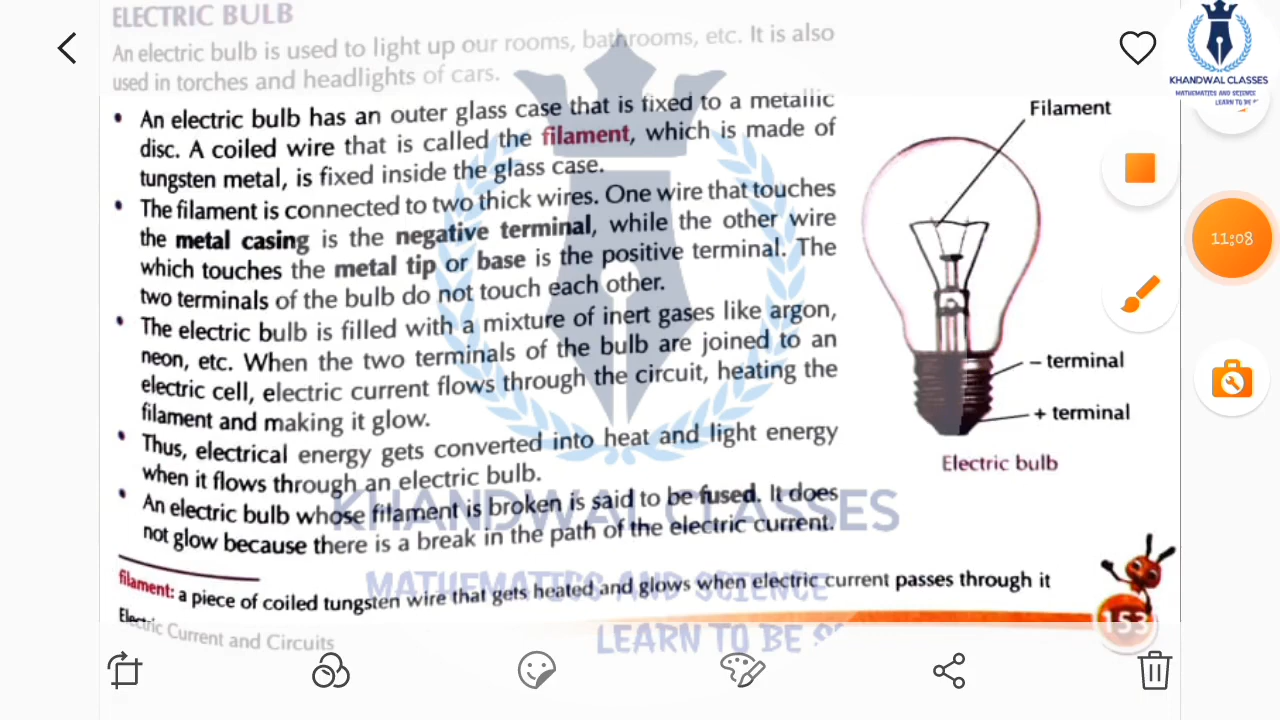 ELECTRIC BULB
An electric bulb is used to light up our rooms, bathrooms, etc. It is also
used in torches and headlights of cars.
• An electric bulb has an outer glass case that is fixed to a metallic
disc. A coiled wire that is called the filament, which is made of
tungsten metal, is fixed inside the glass case.
• The filament is connected to two thick wires. One wire that touches
the metal casing is the negative terminal, while the other wire
which touches the metal tip or base is the positive terminal. The
two terminals of the bulb do not touch each other.
• The electric bulb is filled with a mixture of inert gases like argon,
neon, etc. When the two terminals of the bulb are joined to an
electric cell, electric current flows through the circuit, heating the
filament and making it glow.
• Thus, electrical energy gets converted into heat and light energy
when it flows through an electric bulb.
• An electric bulb whose filament is broken is said to be fused. It does
not glow because there is a break in the path of the electric current.
filament: a piece of coiled tungsten wire that gets heated and glows when electric current passes through it
Electric Current and Circuits
153
Filament
– terminal
+ terminal
Electric bulb
KHANDWAL CLASSES
MATHEMATICS AND SCIENCE
LEARN TO BE
11:08
KHANDWAL CLASSES
MATHEMATICS AND SCIENCE
LEARN TO BE